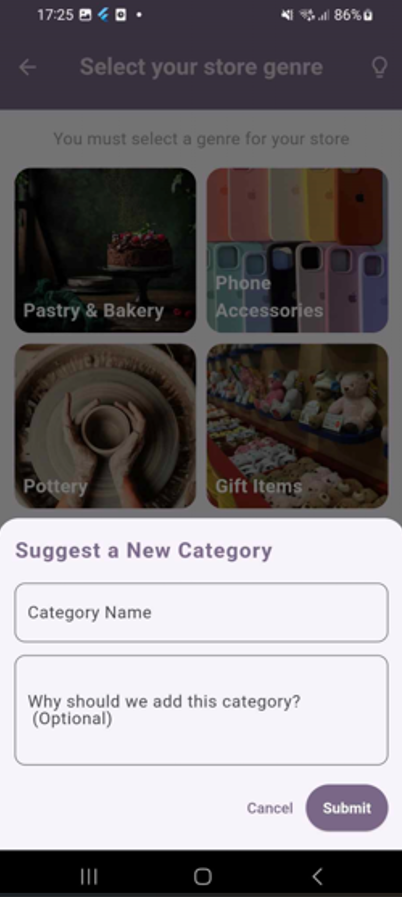 17:25
86%
Select your store genre
You must select a genre for your store
Pastry & Bakery
Phone
Accessories
Pottery
Gift Items
Suggest a New Category
Category Name
Why should we add this category?
(Optional)
Cancel
Submit